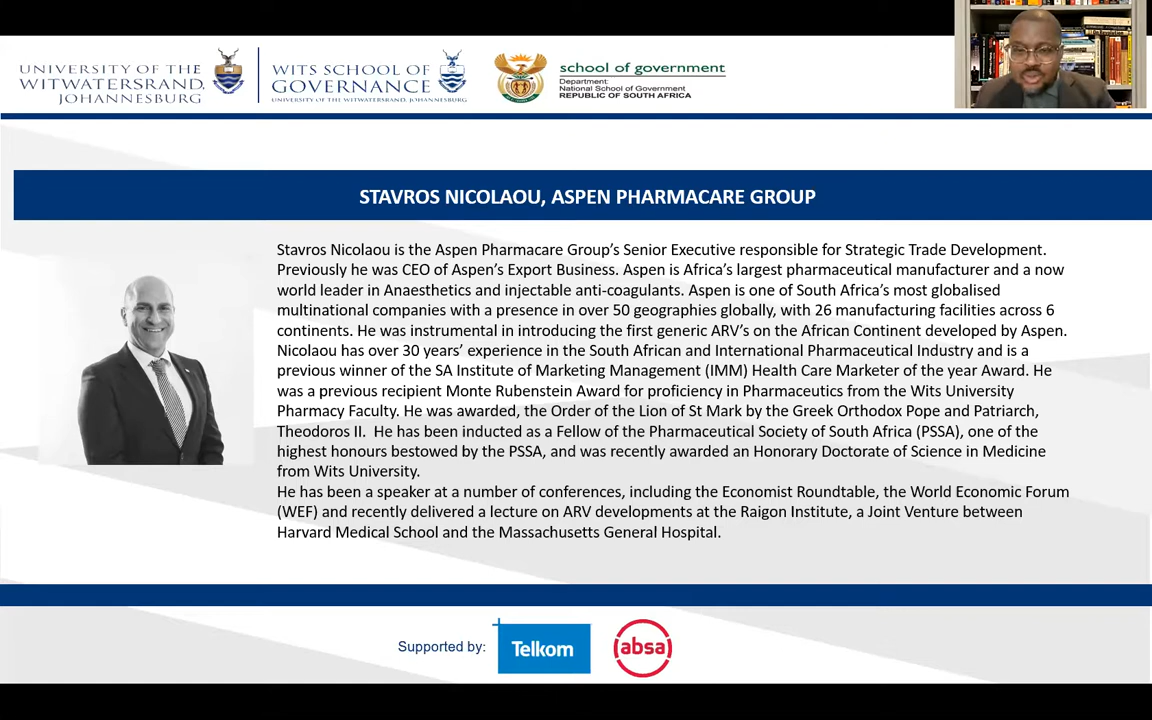 UNIVERSITY OF THE
WITWATERSRAND,
JOHANNESBURG
WITS SCHOOL OF
GOVERNANCE
UNIVERSITY OF THE WITWATERSRAND, JOHANNESBURG
school of government
Department:
National School of Government
REPUBLIC OF SOUTH AFRICA
STAVROS NICOLAOU, ASPEN PHARMACARE GROUP
Stavros Nicolaou is the Aspen Pharmacare Group's Senior Executive responsible for Strategic Trade Development.
Previously he was CEO of Aspen's Export Business. Aspen is Africa's largest pharmaceutical manufacturer and a now
world leader in Anaesthetics and injectable anti-coagulants. Aspen is one of South Africa's most globalised
multinational companies with a presence in over 50 geographies globally, with 26 manufacturing facilities across 6
continents. He was instrumental in introducing the first generic ARV's on the African Continent developed by Aspen.
Nicolaou has over 30 years' experience in the South African and International Pharmaceutical Industry and is a
previous winner of the SA Institute of Marketing Management (IMM) Health Care Marketer of the year Award. He
was a previous recipient Monte Rubenstein Award for proficiency in Pharmaceutics from the Wits University
Pharmacy Faculty. He was awarded, the Order of the Lion of St Mark by the Greek Orthodox Pope and Patriarch,
Theodoros II. He has been inducted as a Fellow of the Pharmaceutical Society of South Africa (PSSA), one of the
highest honours bestowed by the PSSA, and was recently awarded an Honorary Doctorate of Science in Medicine
from Wits University.
He has been a speaker at a number of conferences, including the Economist Roundtable, the World Economic Forum
(WEF) and recently delivered a lecture on ARV developments at the Raigon Institute, a Joint Venture between
Harvard Medical School and the Massachusetts General Hospital.
Supported by:
Telkom
absa